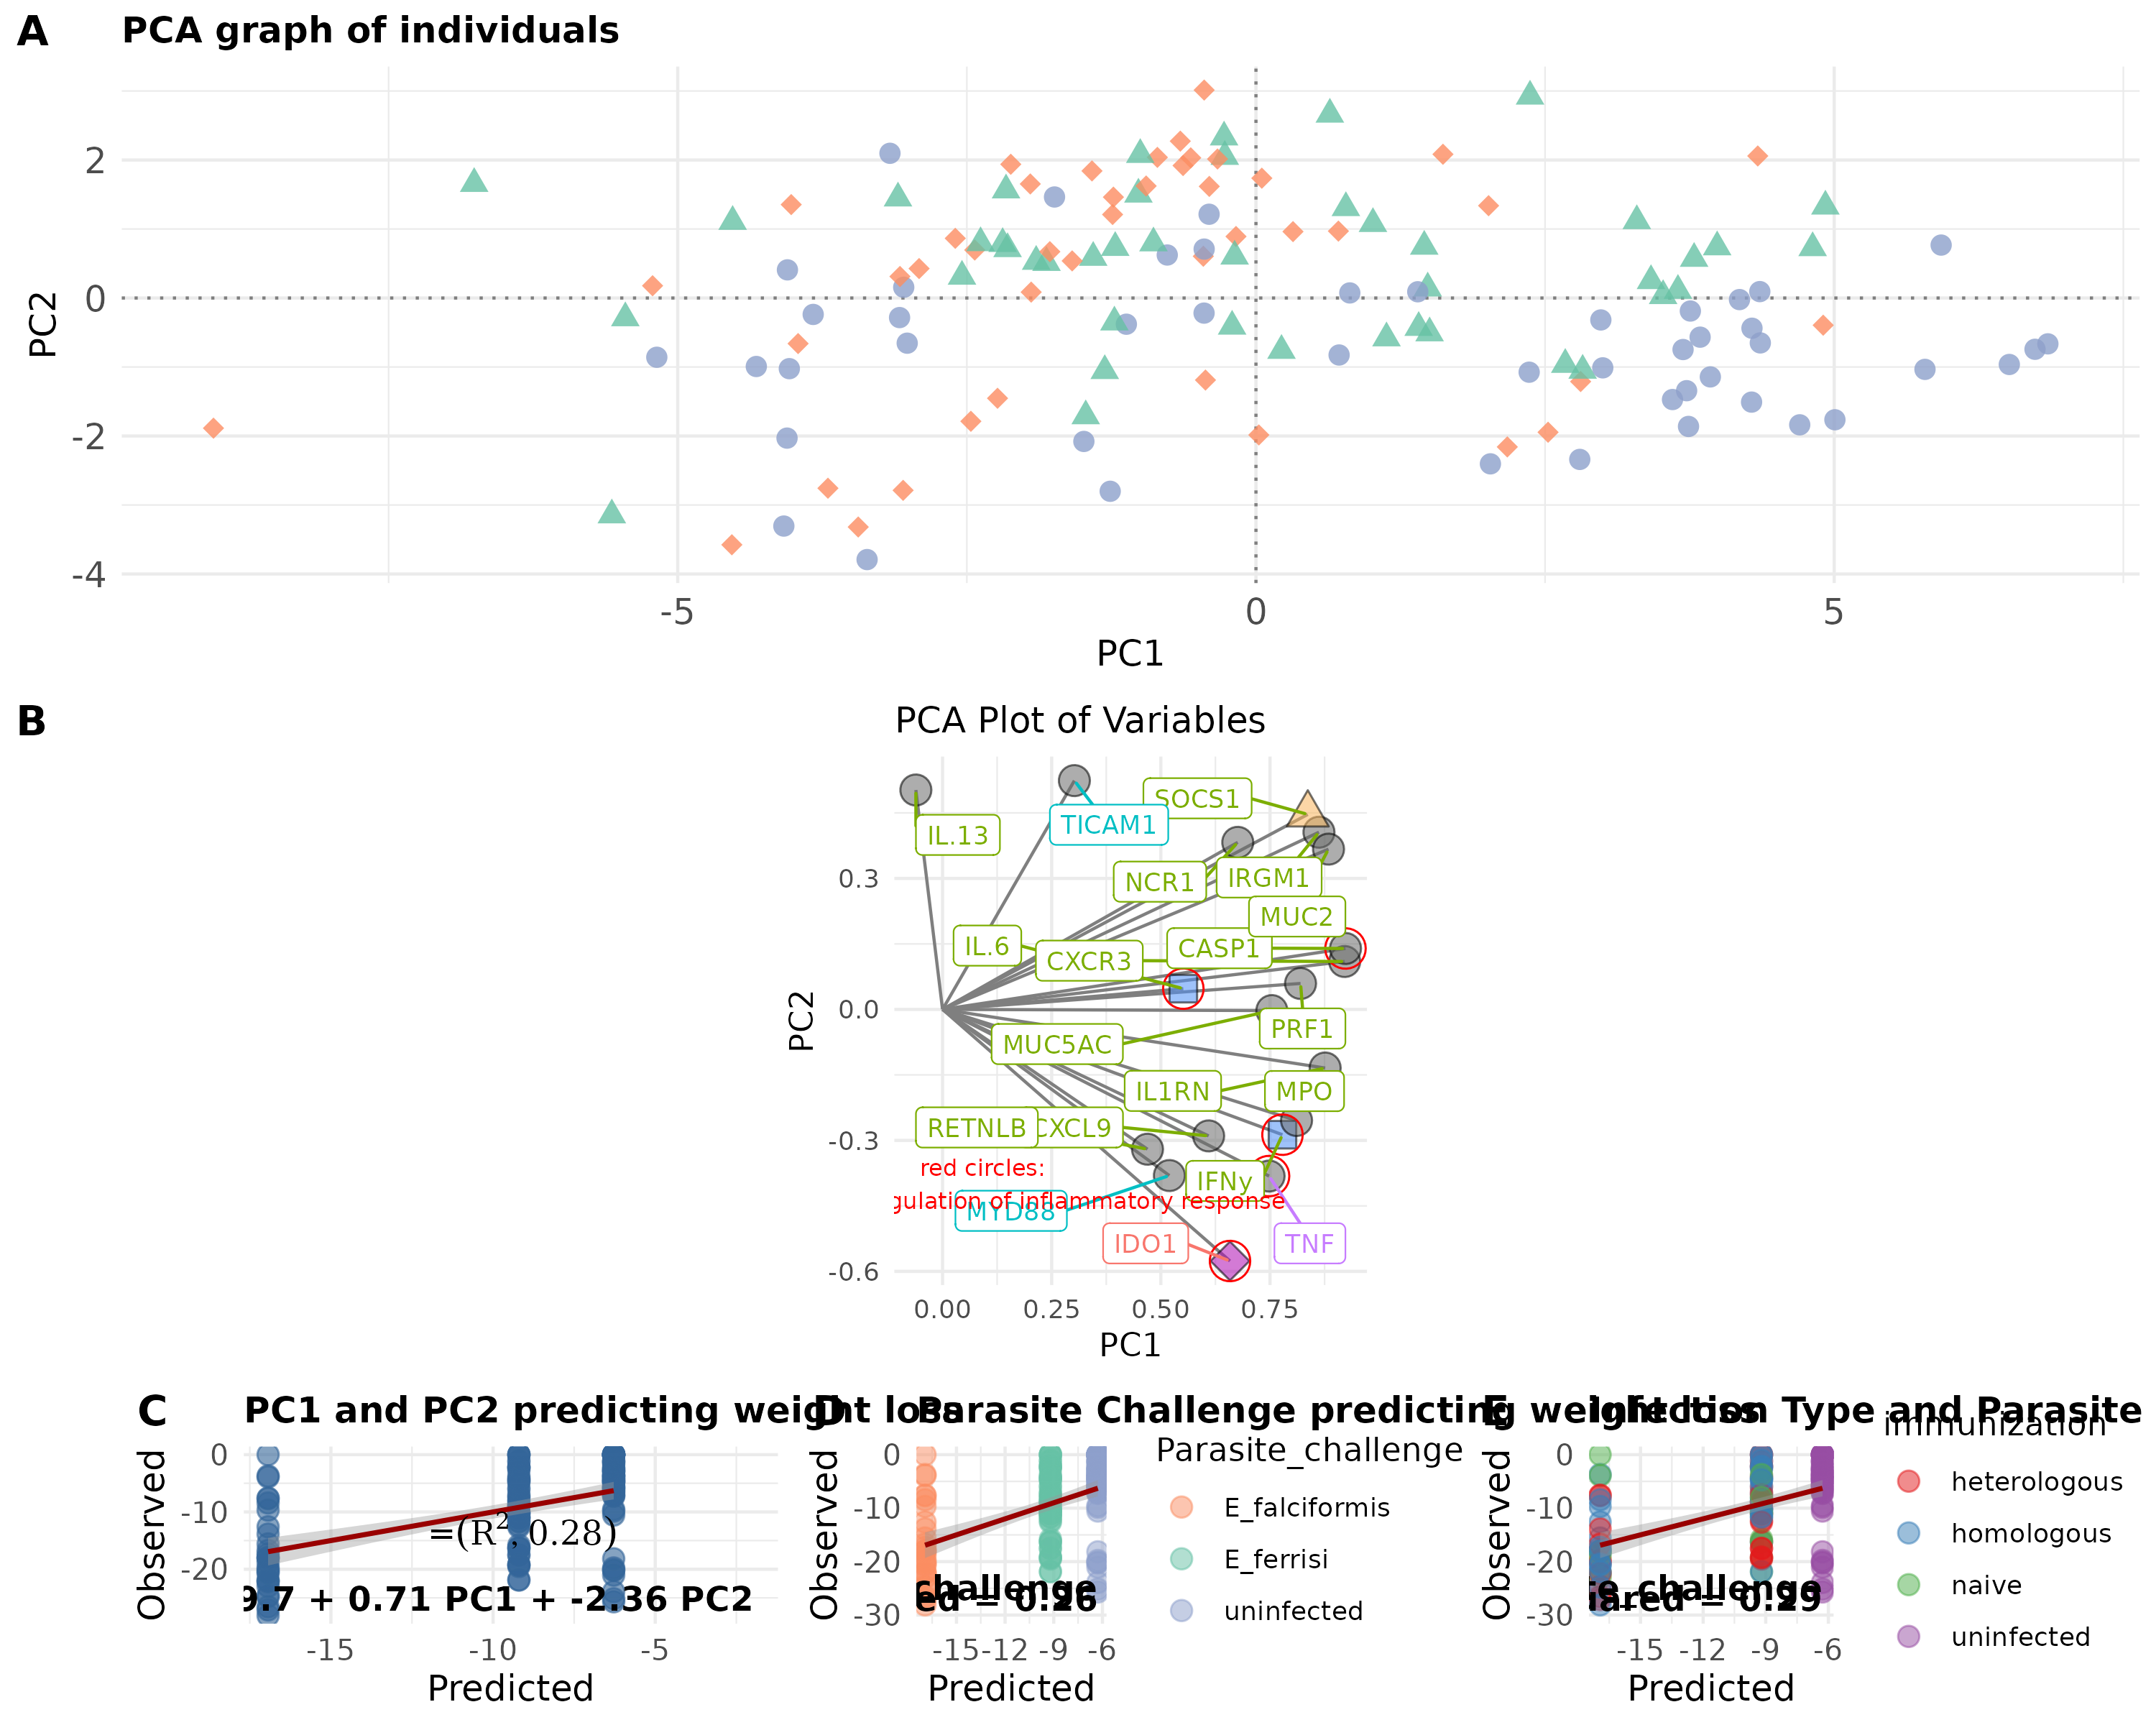 A
PCA graph of individuals
PC2
2
0
-2
-4
-5
0
5
PC1
B
PCA Plot of Variables
PC2
0.3
0.0
-0.3
-0.6
SOCS1
TICAM1
IL.13
NCR1
IRGM1
MUC2
IL.6
CXCR3
CASP1
PRF1
MUC5AC
IL1RN
MPO
RETNLB
CXCL9
red circles:
gulation of inflammatory response
IFNy
MYD88
IDO1
TNF
0.00
0.25
0.50
0.75
PC1
C
PC1 and PC2 predicting weight loss
Observed
0
-10
-20
=(R2, 0.28)
9.7 + 0.71 PC1 + -2.36 PC2
-15
-10
-5
Predicted
D
Parasite Challenge predicting weight loss
Observed
0
-10
-20
-30
challenge
ed = 0.26
-15
-12
-9
-6
Predicted
Parasite_challenge
E_falciformis
E_ferrisi
uninfected
E
Infection Type and Parasite
Observed
0
-10
-20
-30
e_challenge
ared = 0.29
-15
-12
-9
-6
Predicted
immunization
heterologous
homologous
naive
uninfected